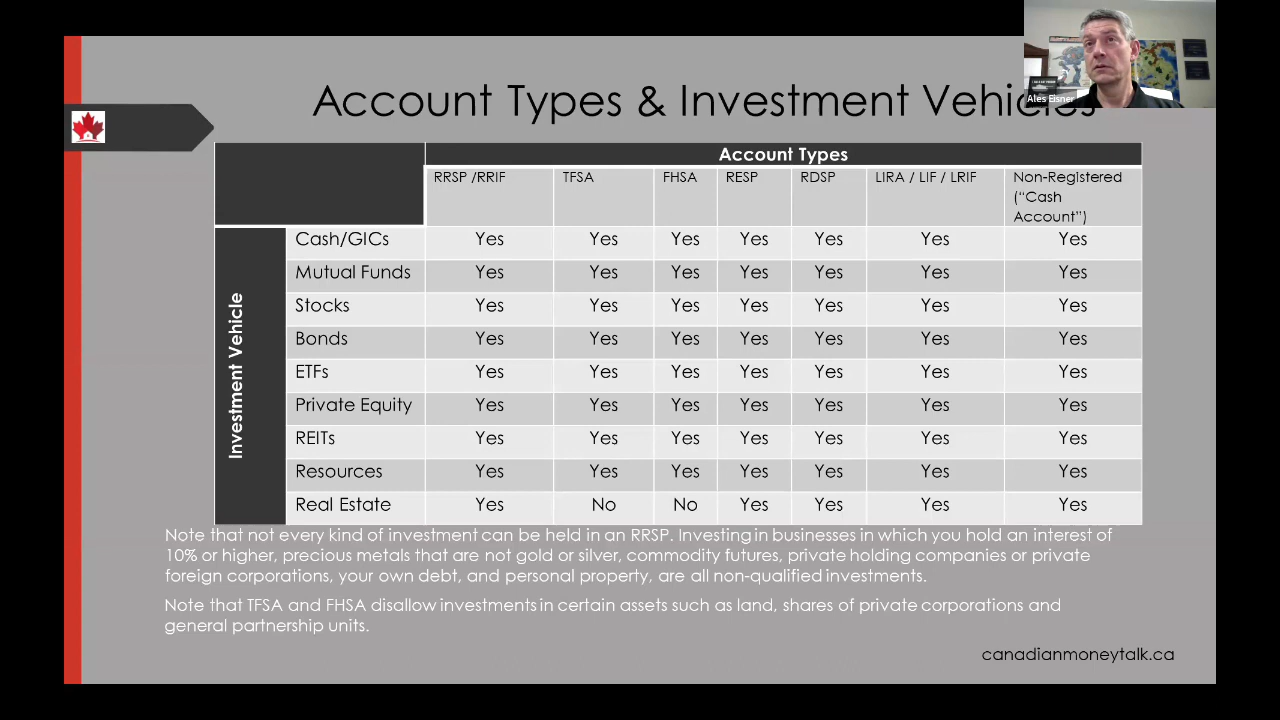 Account Types & Investment Vehicles
Ales Elsner
Account Types
RRSP /RRIF TFSA FHSA RESP RDSP LIRA / LIF / LRIF Non-Registered
("Cash
Account")
Investment Vehicle
Cash/GICs Yes Yes Yes Yes Yes Yes Yes
Mutual Funds Yes Yes Yes Yes Yes Yes Yes
Stocks Yes Yes Yes Yes Yes Yes Yes
Bonds Yes Yes Yes Yes Yes Yes Yes
ETFs Yes Yes Yes Yes Yes Yes Yes
Private Equity Yes Yes Yes Yes Yes Yes Yes
REITs Yes Yes Yes Yes Yes Yes Yes
Resources Yes Yes Yes Yes Yes Yes Yes
Real Estate Yes No No Yes Yes Yes Yes
Note that not every kind of investment can be held in an RRSP. Investing in businesses in which you hold an interest of
10% or higher, precious metals that are not gold or silver, commodity futures, private holding companies or private
foreign corporations, your own debt, and personal property, are all non-qualified investments.
Note that TFSA and FHSA disallow investments in certain assets such as land, shares of private corporations and
general partnership units.
canadianmoneytalk.ca